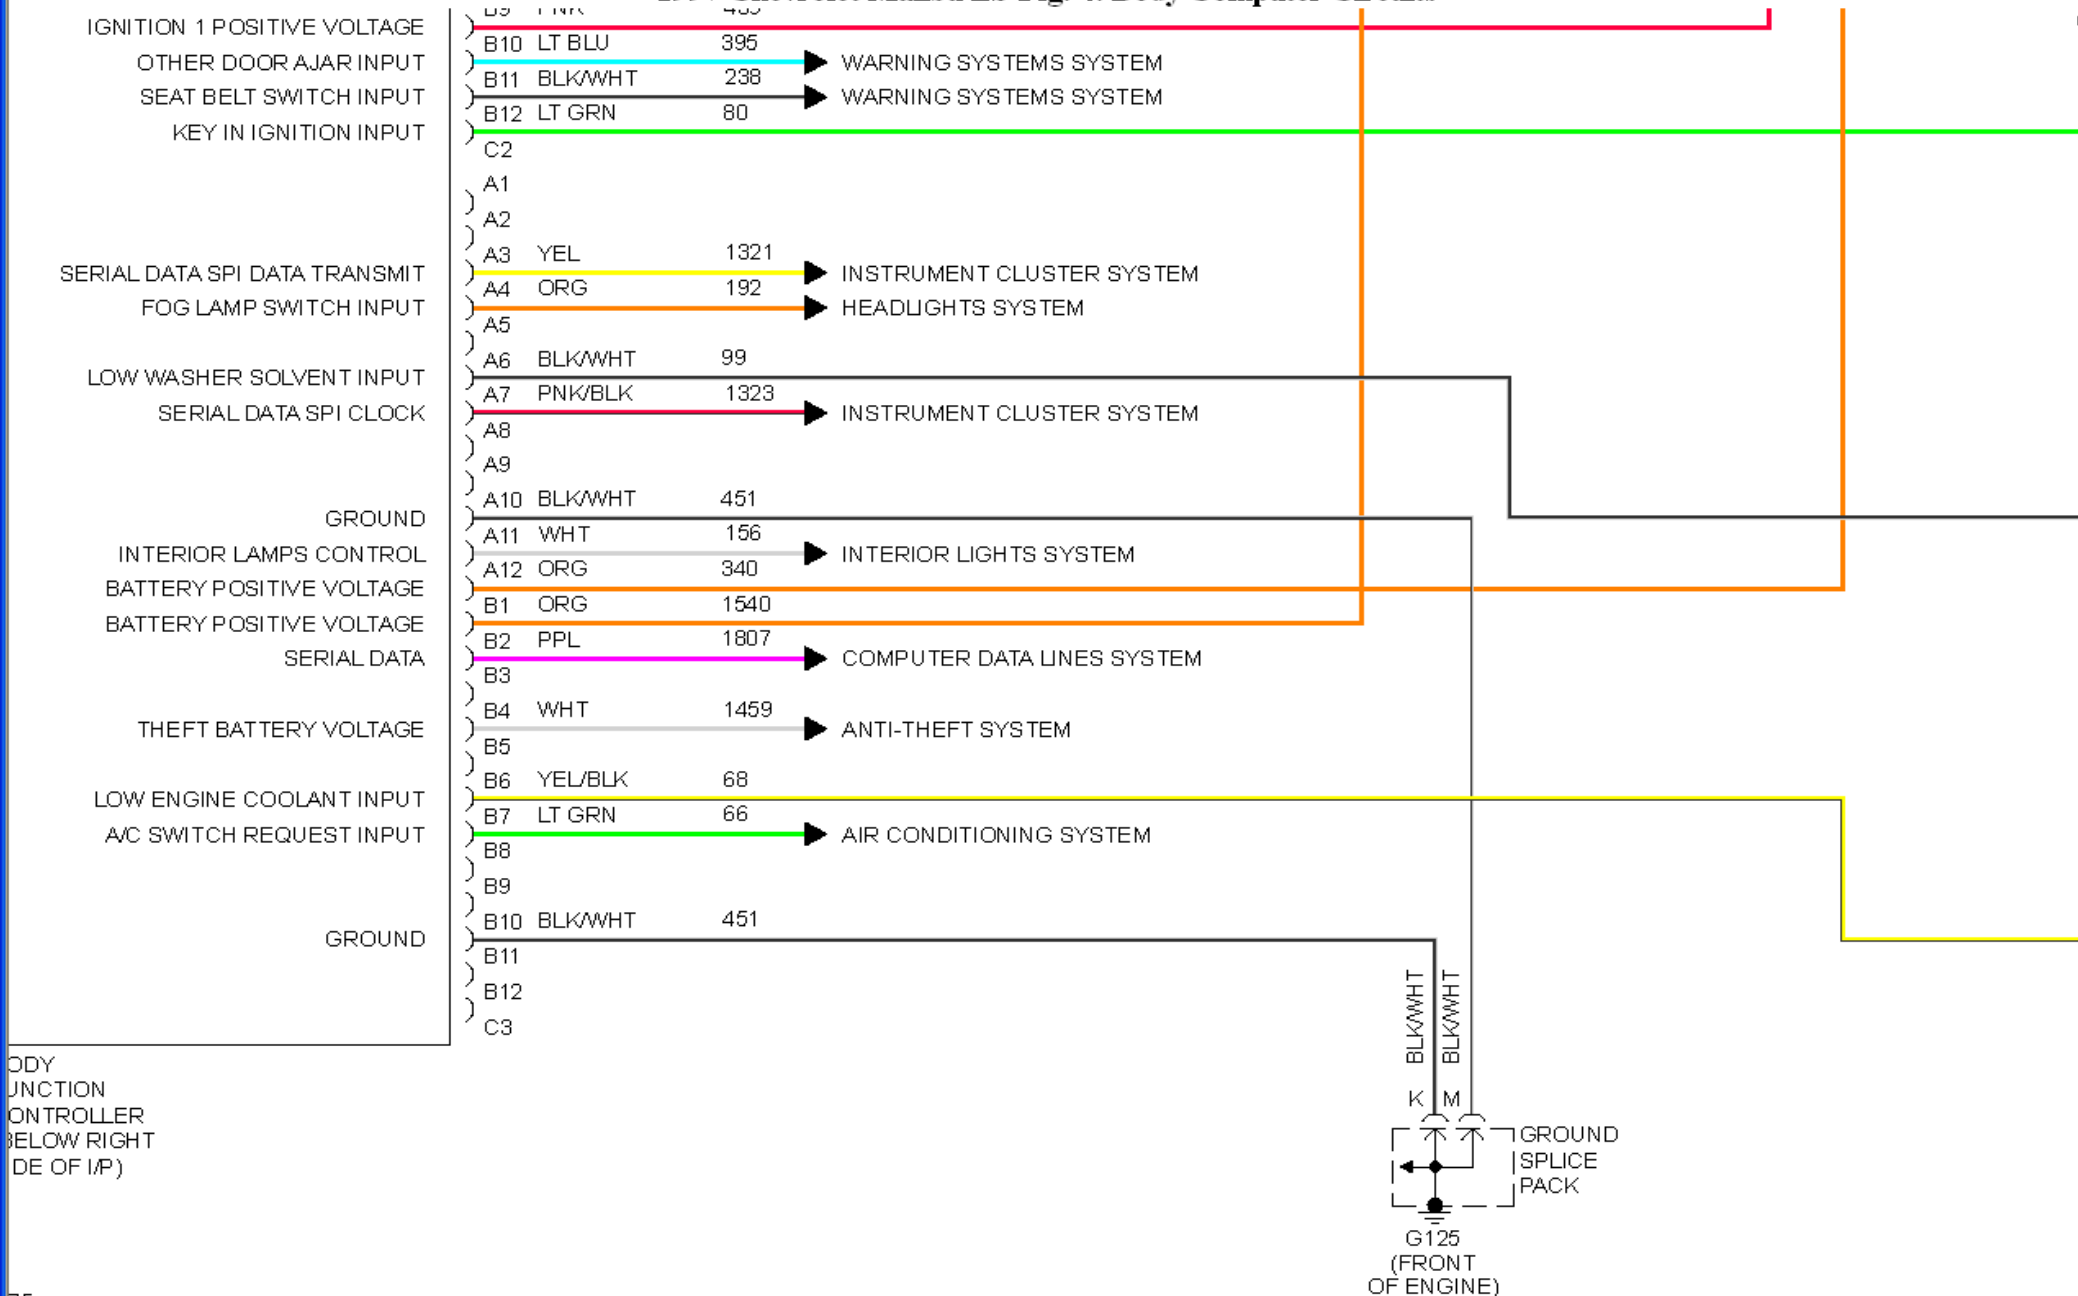 IGNITION 1 POSITIVE VOLTAGE
B10 LT BLU 395
OTHER DOOR AJAR INPUT WARNING SYSTEMS SYSTEM
B11 BLK/WHT 238
SEAT BELT SWITCH INPUT WARNING SYSTEMS SYSTEM
B12 LT GRN 80
KEY IN IGNITION INPUT
C2
A1
A2
A3 YEL 1321
SERIAL DATA SPI DATA TRANSMIT INSTRUMENT CLUSTER SYSTEM
A4 ORG 192
FOG LAMP SWITCH INPUT HEADLIGHTS SYSTEM
A5
A6 BLK/WHT 99
LOW WASHER SOLVENT INPUT
A7 PNK/BLK 1323
SERIAL DATA SPI CLOCK INSTRUMENT CLUSTER SYSTEM
A8
A9
A10 BLK/WHT 451
GROUND
A11 WHT 156
INTERIOR LAMPS CONTROL INTERIOR LIGHTS SYSTEM
A12 ORG 340
BATTERY POSITIVE VOLTAGE
B1 ORG 1540
BATTERY POSITIVE VOLTAGE
B2 PPL 1807
SERIAL DATA COMPUTER DATA LINES SYSTEM
B3
B4 WHT 1459
THEFT BATTERY VOLTAGE ANTI-THEFT SYSTEM
B5
B6 YEL/BLK 68
LOW ENGINE COOLANT INPUT
B7 LT GRN 66
A/C SWITCH REQUEST INPUT AIR CONDITIONING SYSTEM
B8
B9
B10 BLK/WHT 451
GROUND
B11
B12
C3
BLK/WHT
BLK/WHT
K M
ODY
UNCTION
ONTROLLER
BELOW RIGHT
DE OF I/P)
GROUND
SPLICE
PACK
G125
(FRONT
OF ENGINE)